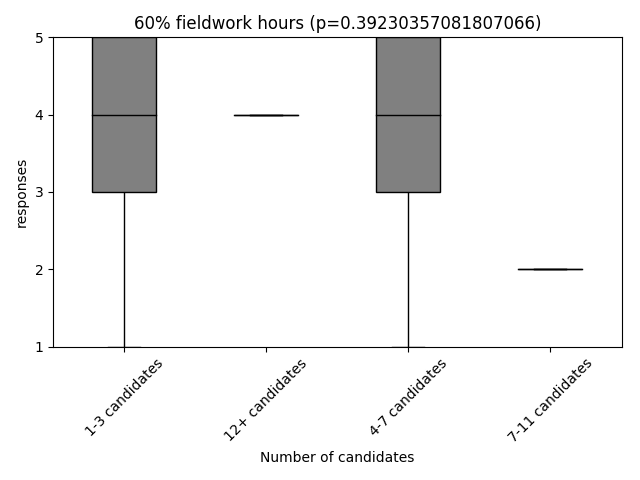 60% fieldwork hours (p=0.39230357081807066)
responses
5
4
3
2
1
1-3 candidates
12+ candidates
4-7 candidates
7-11 candidates
Number of candidates